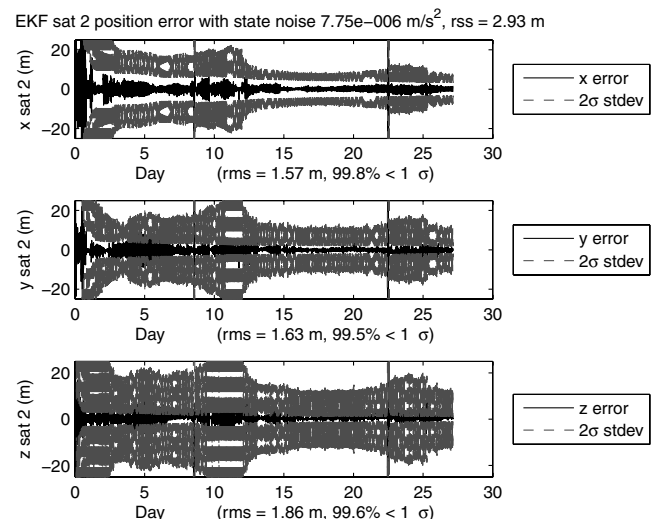 EKF sat 2 position error with state noise 7.75e−006 m/s², rss = 2.93 m
20
0
−20
x sat 2 (m)
0 5 10 15 20 25 30
Day (rms = 1.57 m, 99.8% < 1 σ)
x error
2σ stdev
20
0
−20
y sat 2 (m)
0 5 10 15 20 25 30
Day (rms = 1.63 m, 99.5% < 1 σ)
y error
2σ stdev
20
0
−20
z sat 2 (m)
0 5 10 15 20 25 30
Day (rms = 1.86 m, 99.6% < 1 σ)
z error
2σ stdev